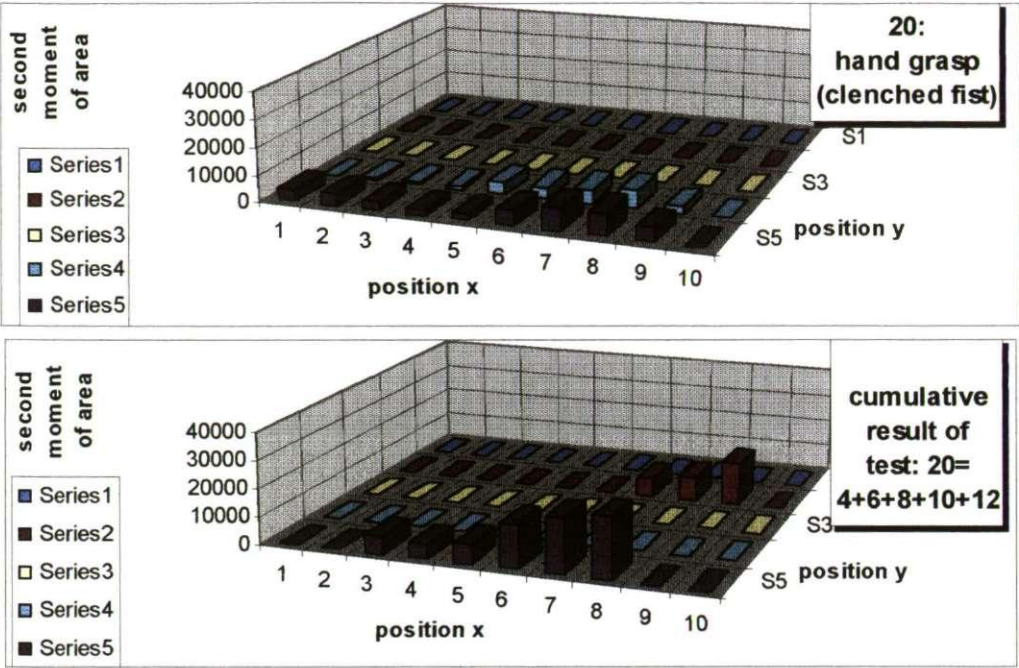 second
moment
of area
20:
hand grasp
(clenched fist)
40000
30000
20000
10000
0
Series1
Series2
Series3
Series4
Series5
1 2 3 4 5 6 7 8 9 10
position x
S1
S3
S5 position y
second
moment
of area
cumulative
result of
test: 20=
4+6+8+10+12
40000
30000
20000
10000
0
Series1
Series2
Series3
Series4
Series5
1 2 3 4 5 6 7 8 9 10
position x
S3
S5 position y